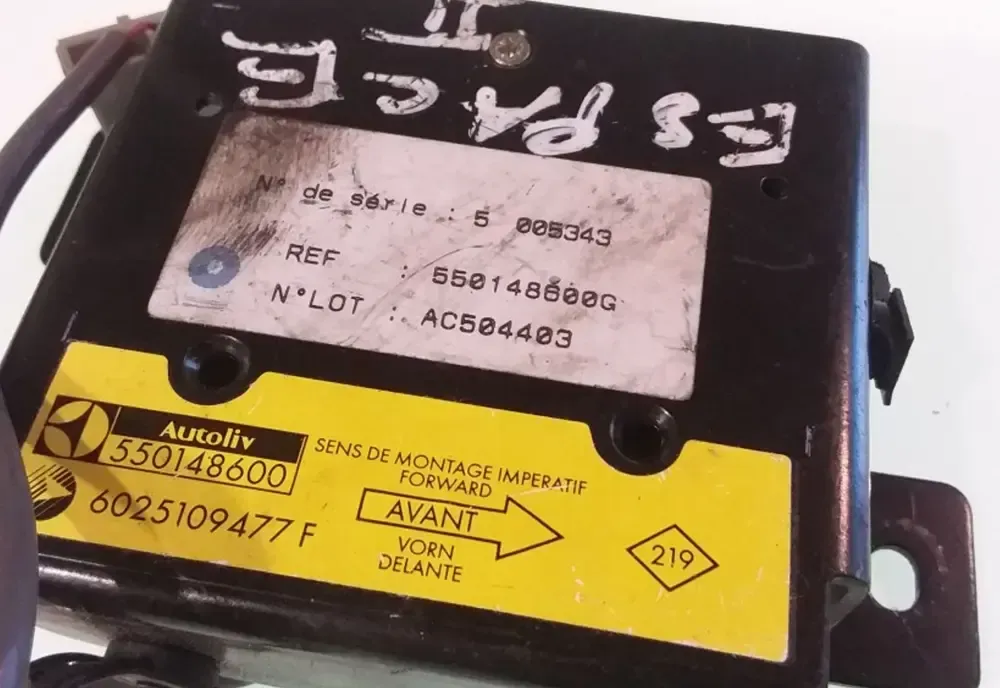 ESPACE
II
N° de série : 5 005343
REF : 550148600G
N°LOT : AC504403
Autoliv
550148600
6025109477 F
SENS DE MONTAGE IMPERATIF
FORWARD
AVANT
VORN
DELANTE
219